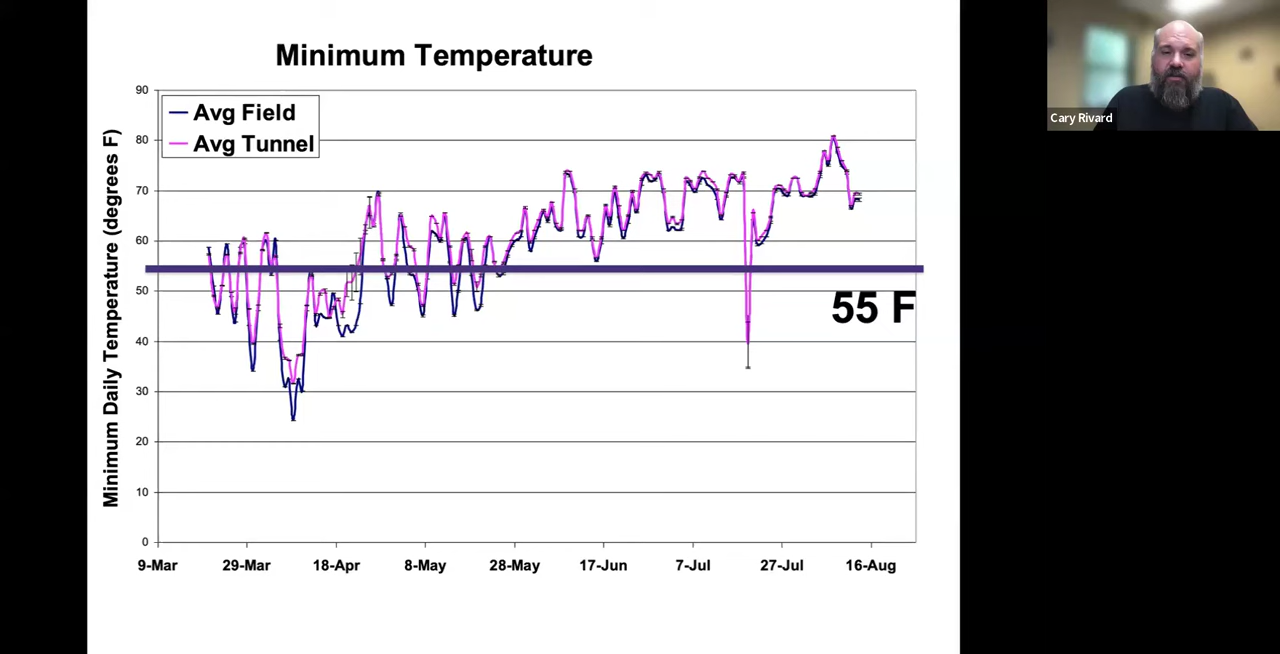 Minimum Temperature
Avg Field
Avg Tunnel
Minimum Daily Temperature (degrees F)
90
80
70
60
50
40
30
20
10
0
55 F
9-Mar 29-Mar 18-Apr 8-May 28-May 17-Jun 7-Jul 27-Jul 16-Aug
Cary Rivard